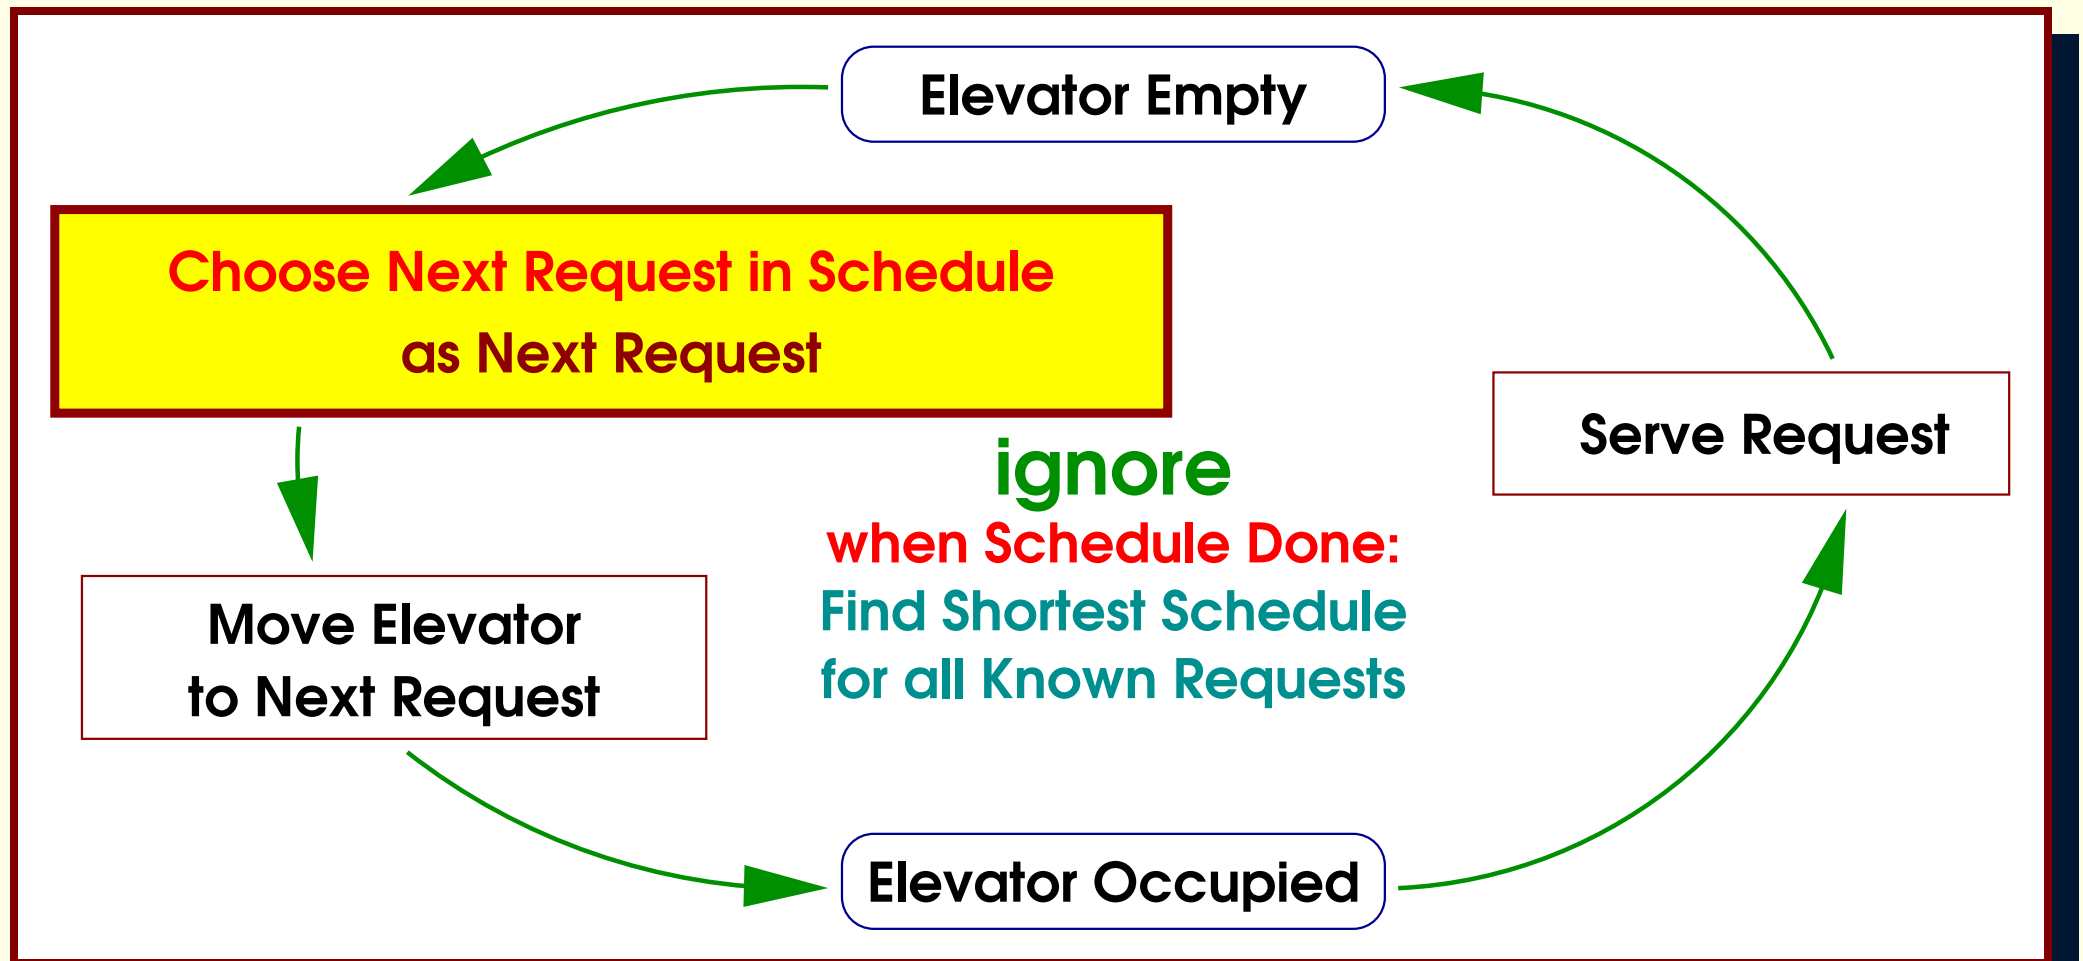 Elevator Empty
Choose Next Request in Schedule
as Next Request
Serve Request
ignore
when Schedule Done:
Find Shortest Schedule
for all Known Requests
Move Elevator
to Next Request
Elevator Occupied